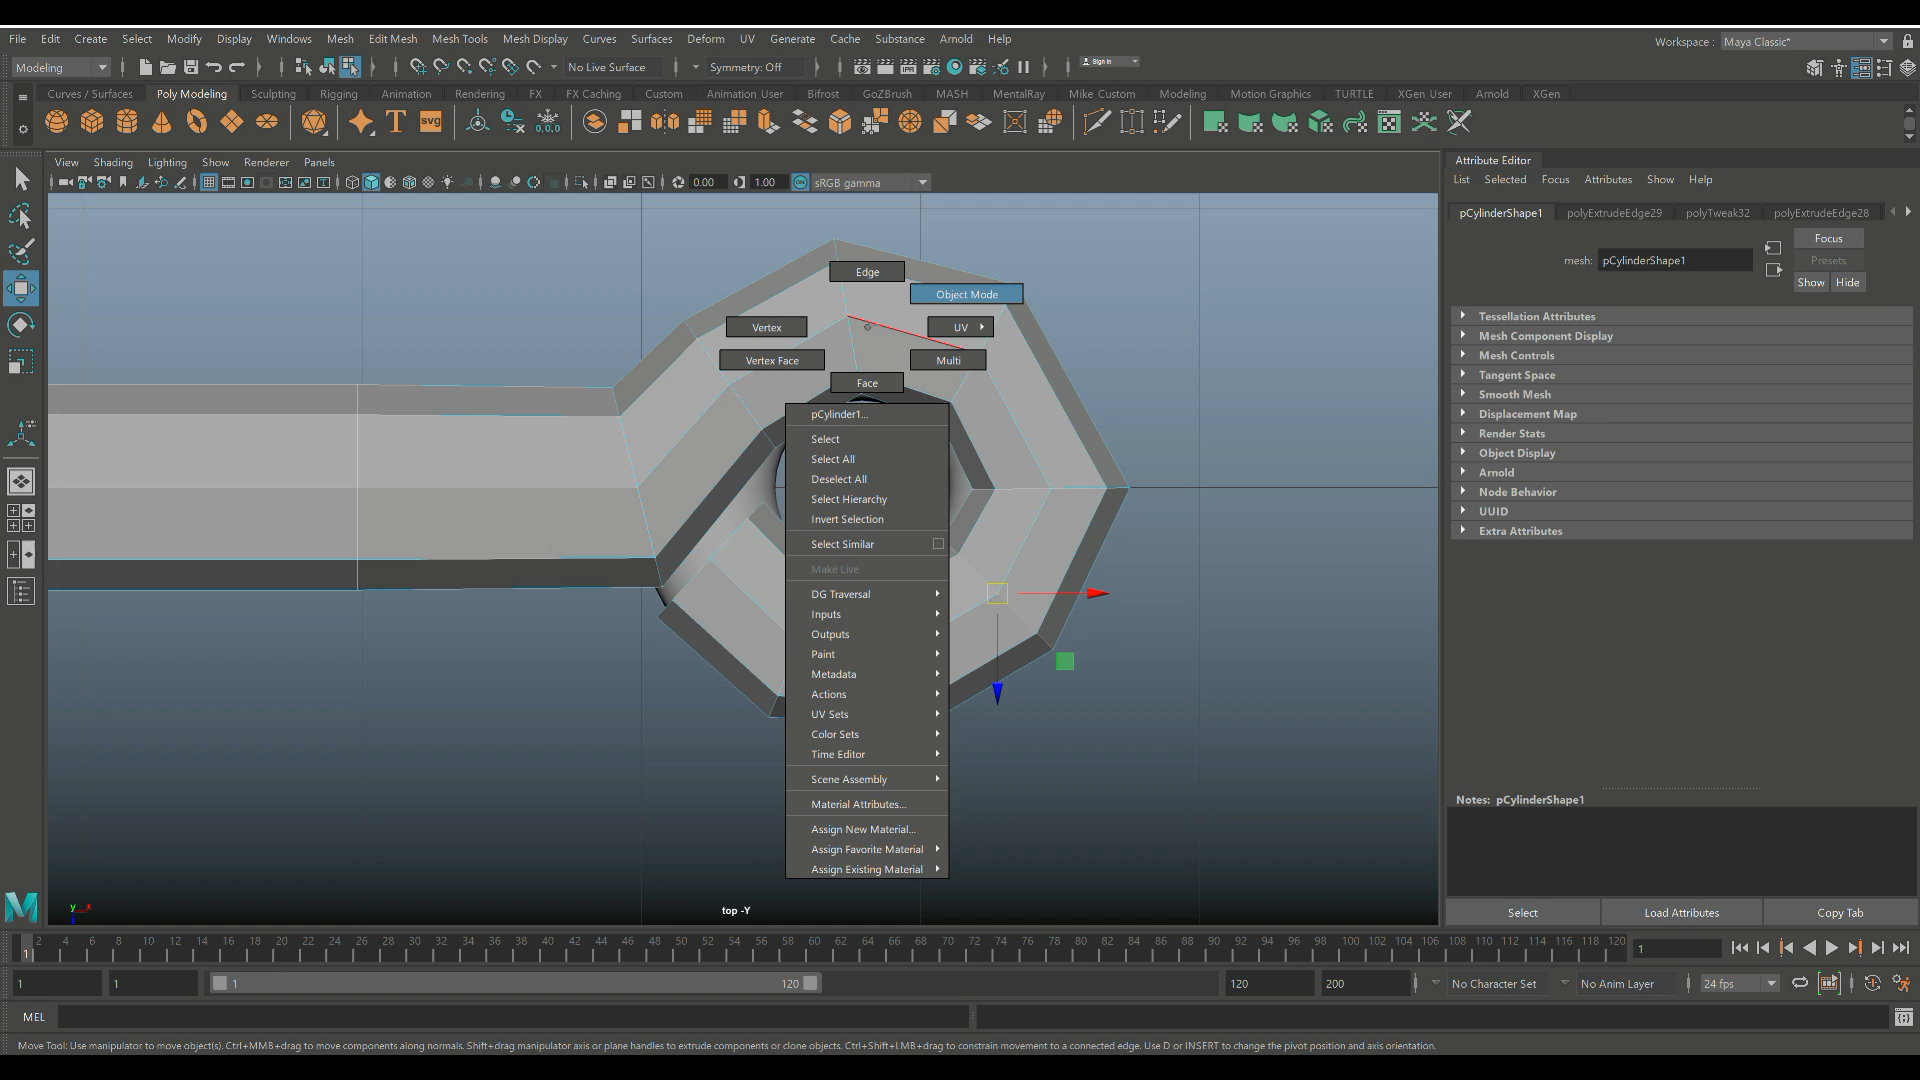 File Edit Create Select Modify Display Windows Mesh Edit Mesh Mesh Tools Mesh Display Curves Surfaces Deform UV Generate Cache Substance Arnold Help
Workspace : Maya Classic*
Modeling No Live Surface Symmetry: Off Sign In
Curves / Surfaces Poly Modeling Sculpting Rigging Animation Rendering FX FX Caching Custom Animation_User Bifrost GoZBrush MASH MentalRay Mike_Custom Modeling Motion Graphics TURTLE XGen_User Arnold XGen
T SVG 0,0,0
IPR
View Shading Lighting Show Renderer Panels
0.00 1.00 ON sRGB gamma
Attribute Editor
List Selected Focus Attributes Show Help
pCylinderShape1 polyExtrudeEdge29 polyTweak32 polyExtrudeEdge28
Focus
mesh: pCylinderShape1
Presets
Show Hide
Tessellation Attributes
Mesh Component Display
Mesh Controls
Tangent Space
Smooth Mesh
Displacement Map
Render Stats
Object Display
Arnold
Node Behavior
UUID
Extra Attributes
Edge
Object Mode
Vertex
UV
Vertex Face
Multi
Face
pCylinder1...
Select
Select All
Deselect All
Select Hierarchy
Invert Selection
Select Similar
Make Live
DG Traversal
Inputs
Outputs
Paint
Metadata
Actions
UV Sets
Color Sets
Time Editor
Scene Assembly
Material Attributes...
Assign New Material...
Assign Favorite Material
Assign Existing Material
Notes: pCylinderShape1
top -Y
y x
M
Select Load Attributes Copy Tab
1 2 4 6 8 10 12 14 16 18 20 22 24 26 28 30 32 34 36 38 40 42 44 46 48 50 52 54 56 58 60 62 64 66 68 70 72 74 76 78 80 82 84 86 88 90 92 94 96 98 100 102 104 106 108 110 112 114 116 118 120
1
1 1 1 120 120 200 No Character Set No Anim Layer 24 fps
MEL
Move Tool: Use manipulator to move object(s). Ctrl+MMB+drag to move components along normals. Shift+drag manipulator axis or plane handles to extrude components or clone objects. Ctrl+Shift+LMB+drag to constrain movement to a connected edge. Use D or INSERT to change the pivot position and axis orientation.